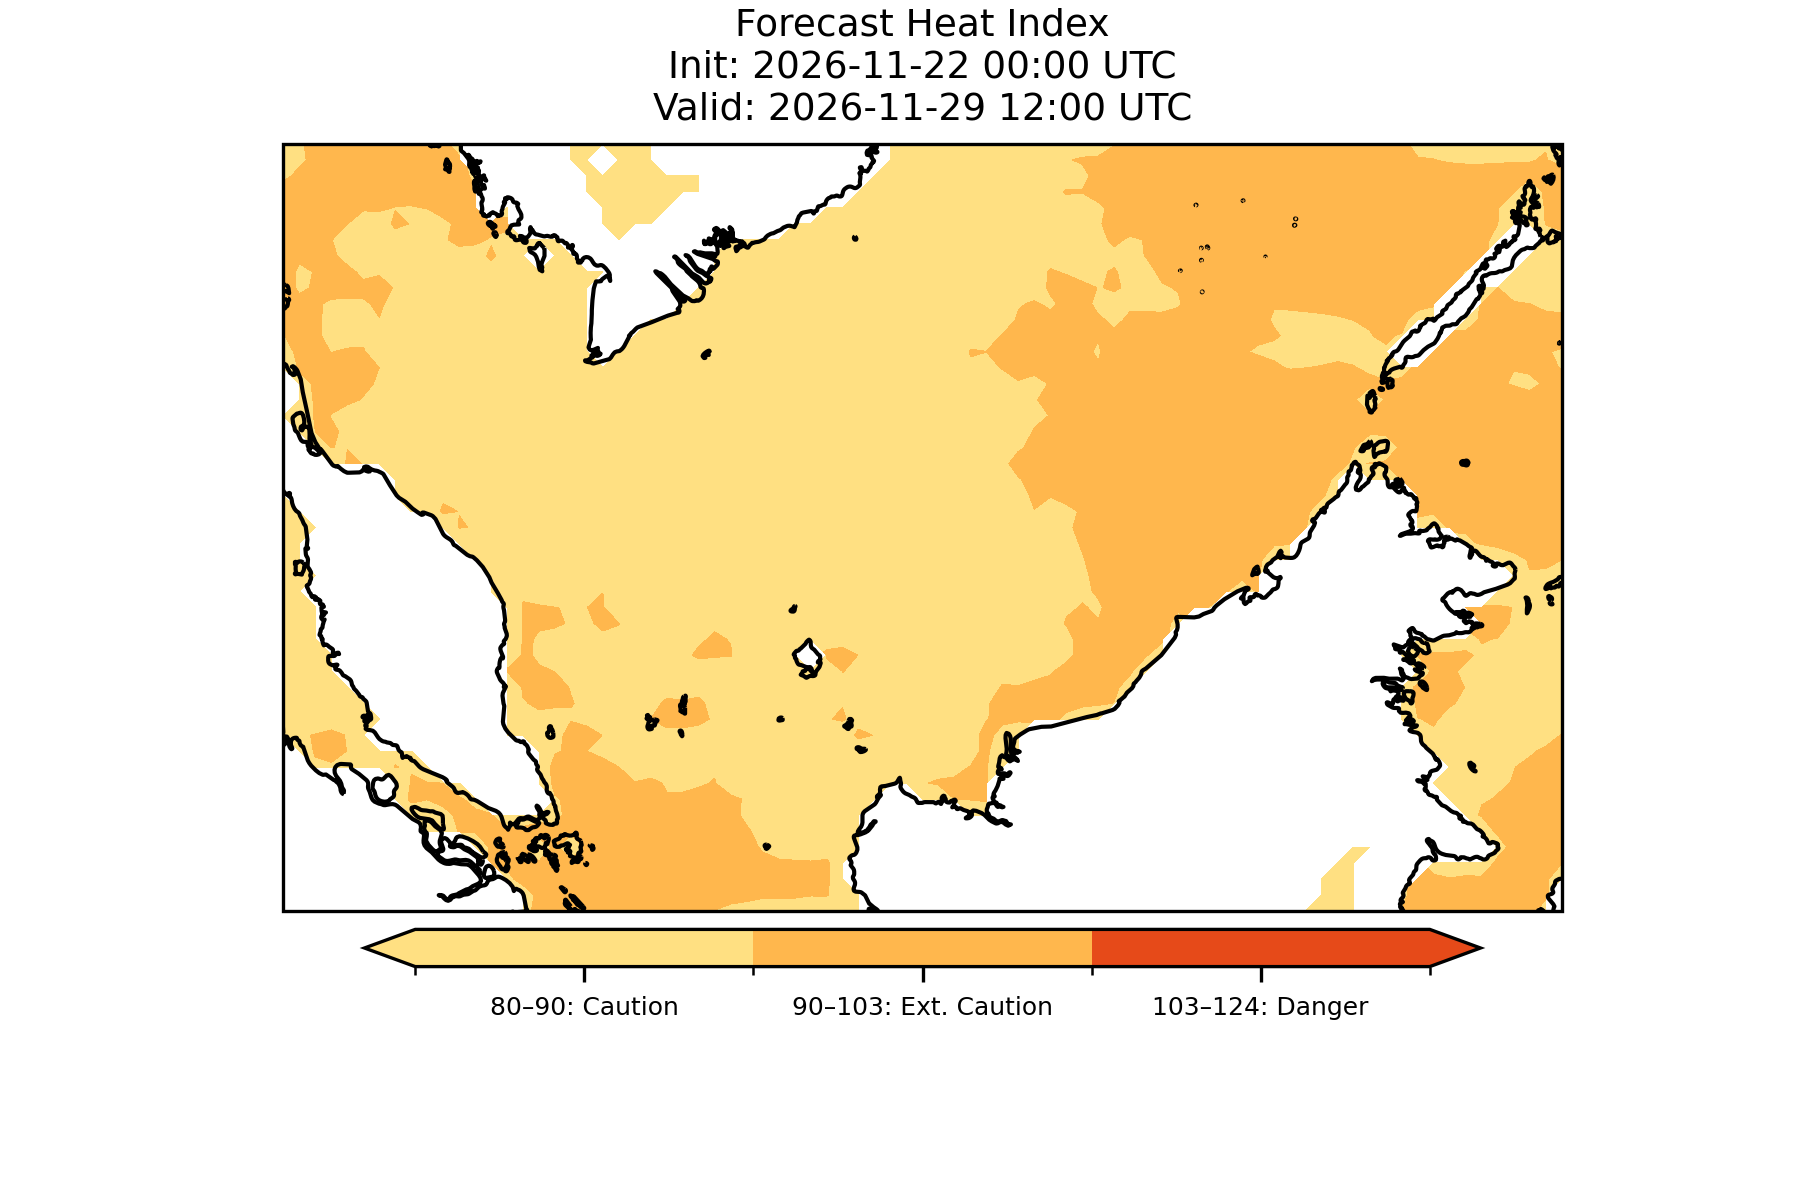 Forecast Heat Index
Init: 2026-11-22 00:00 UTC
Valid: 2026-11-29 12:00 UTC
80–90: Caution
90–103: Ext. Caution
103–124: Danger